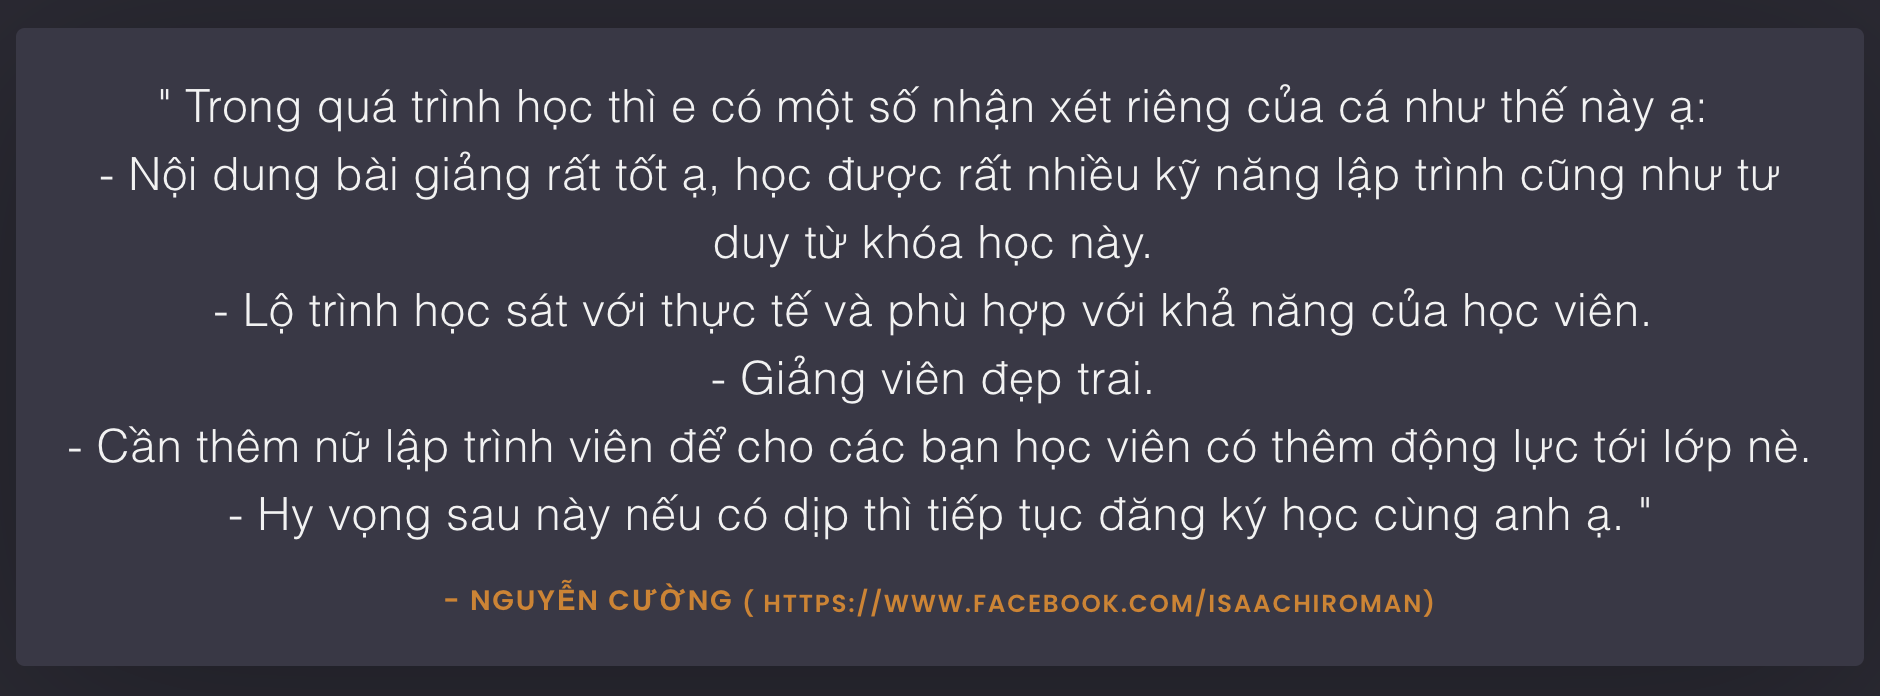 " Trong quá trình học thì e có một số nhận xét riêng của cá như thế này ạ:
- Nội dung bài giảng rất tốt ạ, học được rất nhiều kỹ năng lập trình cũng như tư
duy từ khóa học này.
- Lộ trình học sát với thực tế và phù hợp với khả năng của học viên.
- Giảng viên đẹp trai.
- Cần thêm nữ lập trình viên để cho các bạn học viên có thêm động lực tới lớp nè.
- Hy vọng sau này nếu có dịp thì tiếp tục đăng ký học cùng anh ạ. "
- NGUYỄN CƯỜNG ( HTTPS://WWW.FACEBOOK.COM/ISAACHIROMAN)